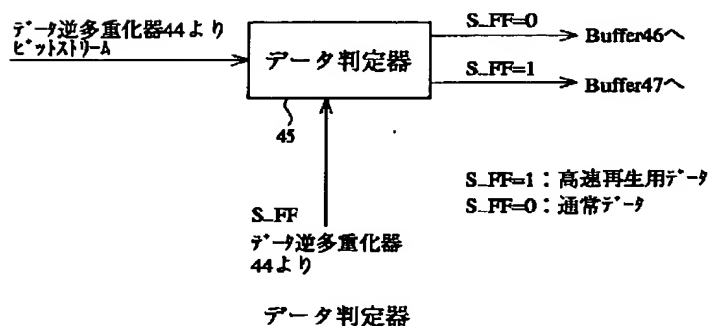 データ逆多重化器44より
ビットストリーム
データ判定器
45
S_FF=0
Buffer46へ
S_FF=1
Buffer47へ
S_FF
データ逆多重化器
44より
S_FF=1：高速再生用データ
S_FF=0：通常データ
データ判定器